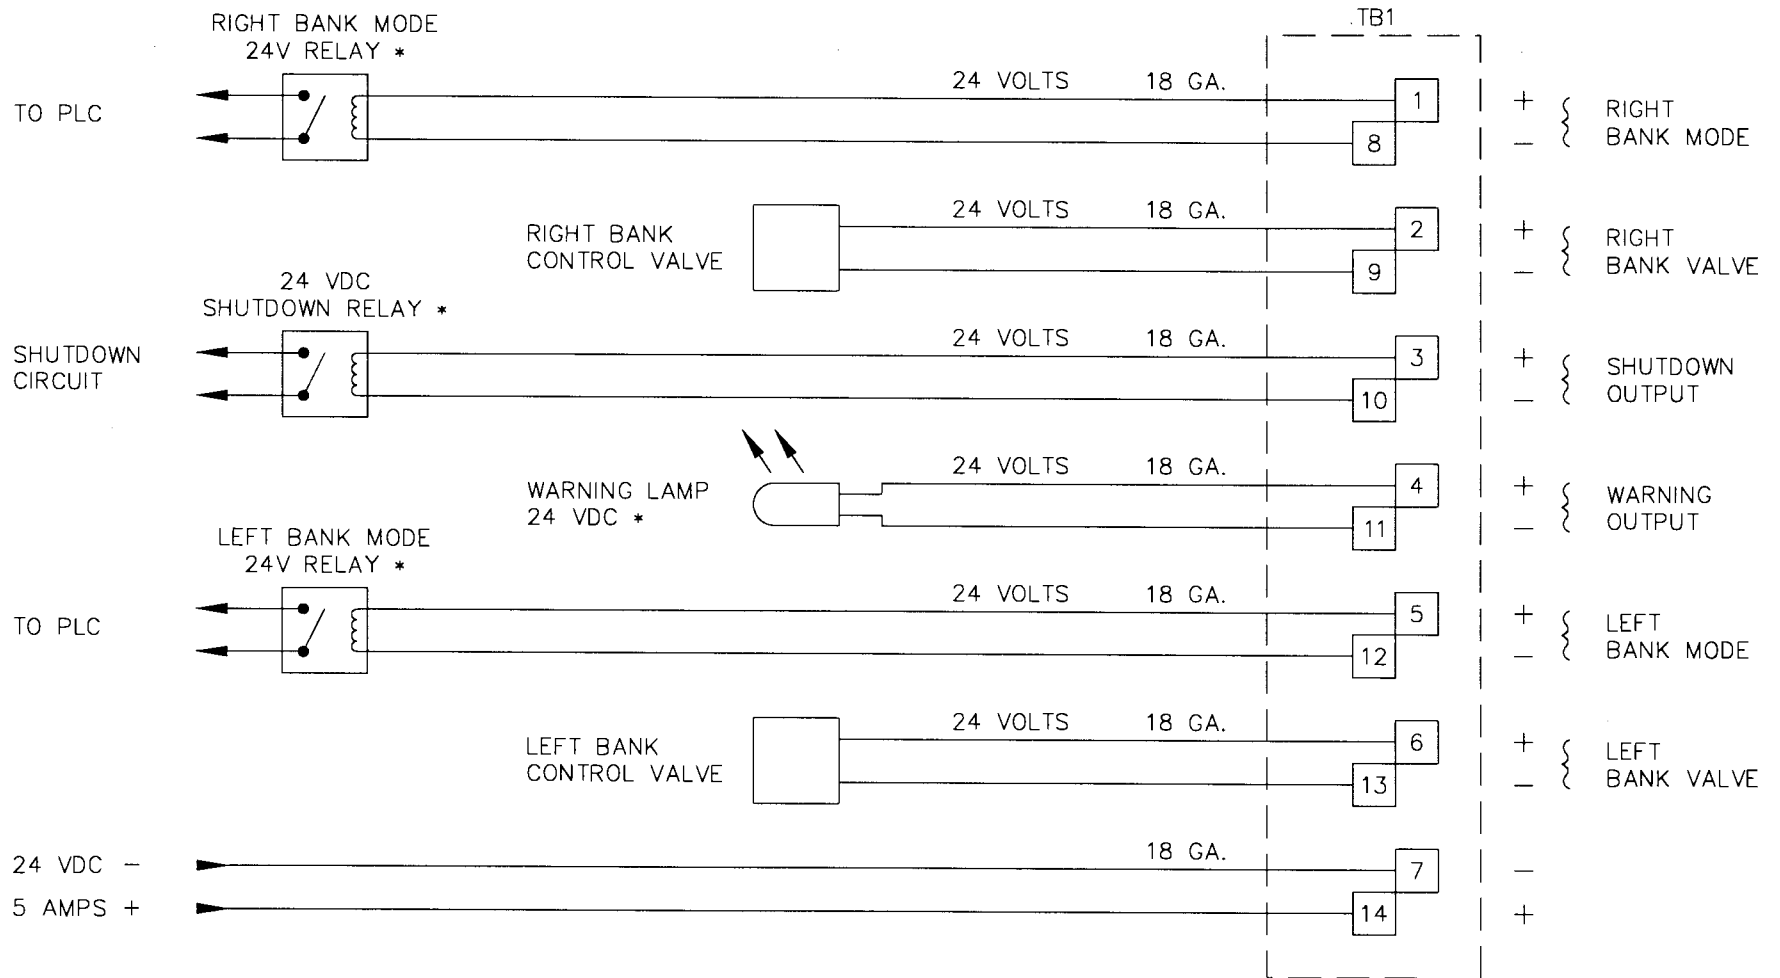 .TB1
RIGHT BANK MODE
24V RELAY *
24 VOLTS 18 GA.
TO PLC
1
8
+
−
RIGHT
BANK MODE
24 VOLTS 18 GA.
RIGHT BANK
CONTROL VALVE
2
9
+
−
RIGHT
BANK VALVE
24 VDC
SHUTDOWN RELAY *
24 VOLTS 18 GA.
SHUTDOWN
CIRCUIT
3
10
+
−
SHUTDOWN
OUTPUT
24 VOLTS 18 GA.
WARNING LAMP
24 VDC *
4
11
+
−
WARNING
OUTPUT
LEFT BANK MODE
24V RELAY *
24 VOLTS 18 GA.
TO PLC
5
12
+
−
LEFT
BANK MODE
24 VOLTS 18 GA.
LEFT BANK
CONTROL VALVE
6
13
+
−
LEFT
BANK VALVE
18 GA.
24 VDC −
7
−
5 AMPS +
14
+